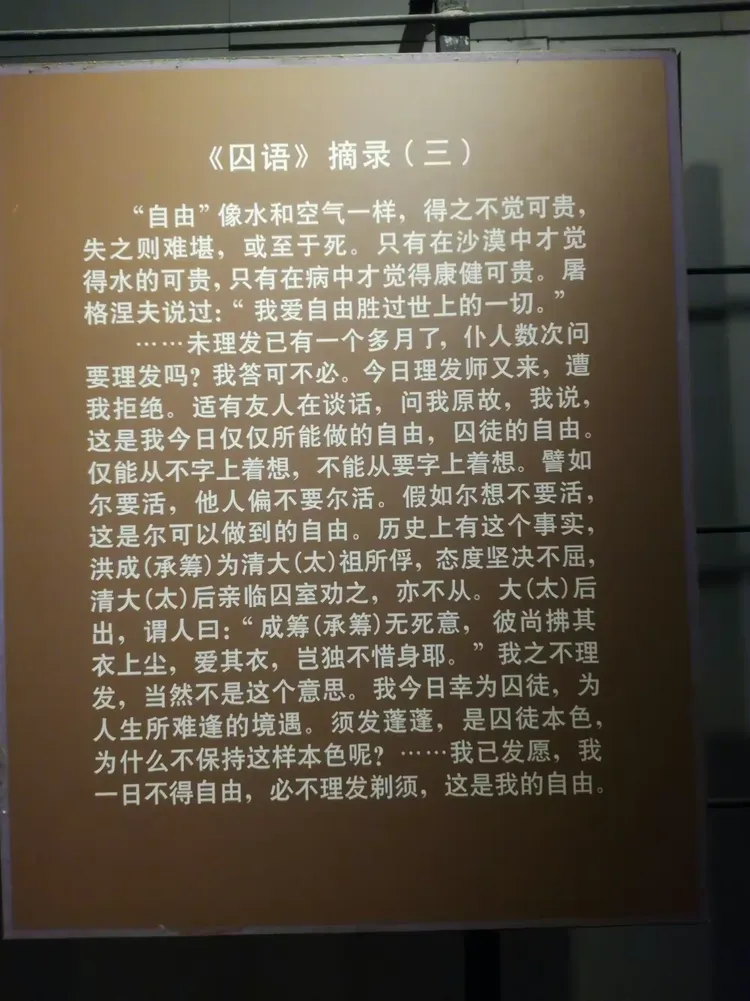 《囚语》摘录（三）
“自由”像水和空气一样，得之不觉可贵，
失之则难堪，或至于死。只有在沙漠中才觉
得水的可贵，只有在病中才觉得康健可贵。屠
格涅夫说过：“我爱自由胜过世上的一切。”
……未理发已有一个多月了，仆人数次问
要理发吗？我答可不必。今日理发师又来，遭
我拒绝。适有友人在谈话，问我原故，我说，
这是我今日仅仅所能做的自由，囚徒的自由。
仅能从不字上着想，不能从要字上着想。譬如
尔要活，他人偏不要尔活。假如尔想不要活，
这是尔可以做到的自由。历史上有这个事实，
洪成(承筹)为清大(太)祖所俘，态度坚决不屈，
清大(太)后亲临囚室劝之，亦不从。大(太)后
出，谓人曰：“成筹(承筹)无死意，彼尚拂其
衣上尘，爱其衣，岂独不惜身耶。”我之不理
发，当然不是这个意思。我今日幸为囚徒，为
人生所难逢的境遇。须发蓬蓬，是囚徒本色，
为什么不保持这样本色呢？……我已发愿，我
一日不得自由，必不理发剃须，这是我的自由。